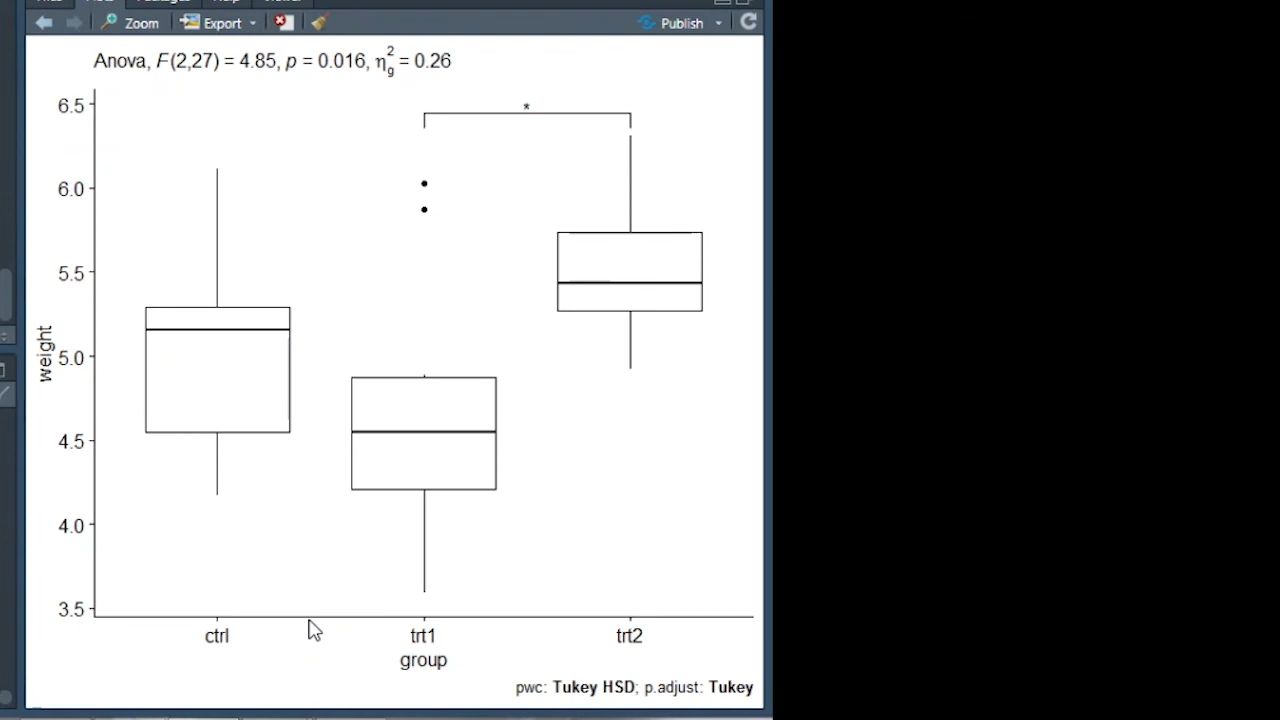 Zoom Export Publish
Anova, F(2,27) = 4.85, p = 0.016, η²g = 0.26
*
6.5
6.0
5.5
5.0
4.5
4.0
3.5
weight
ctrl trt1 trt2
group
pwc: Tukey HSD; p.adjust: Tukey